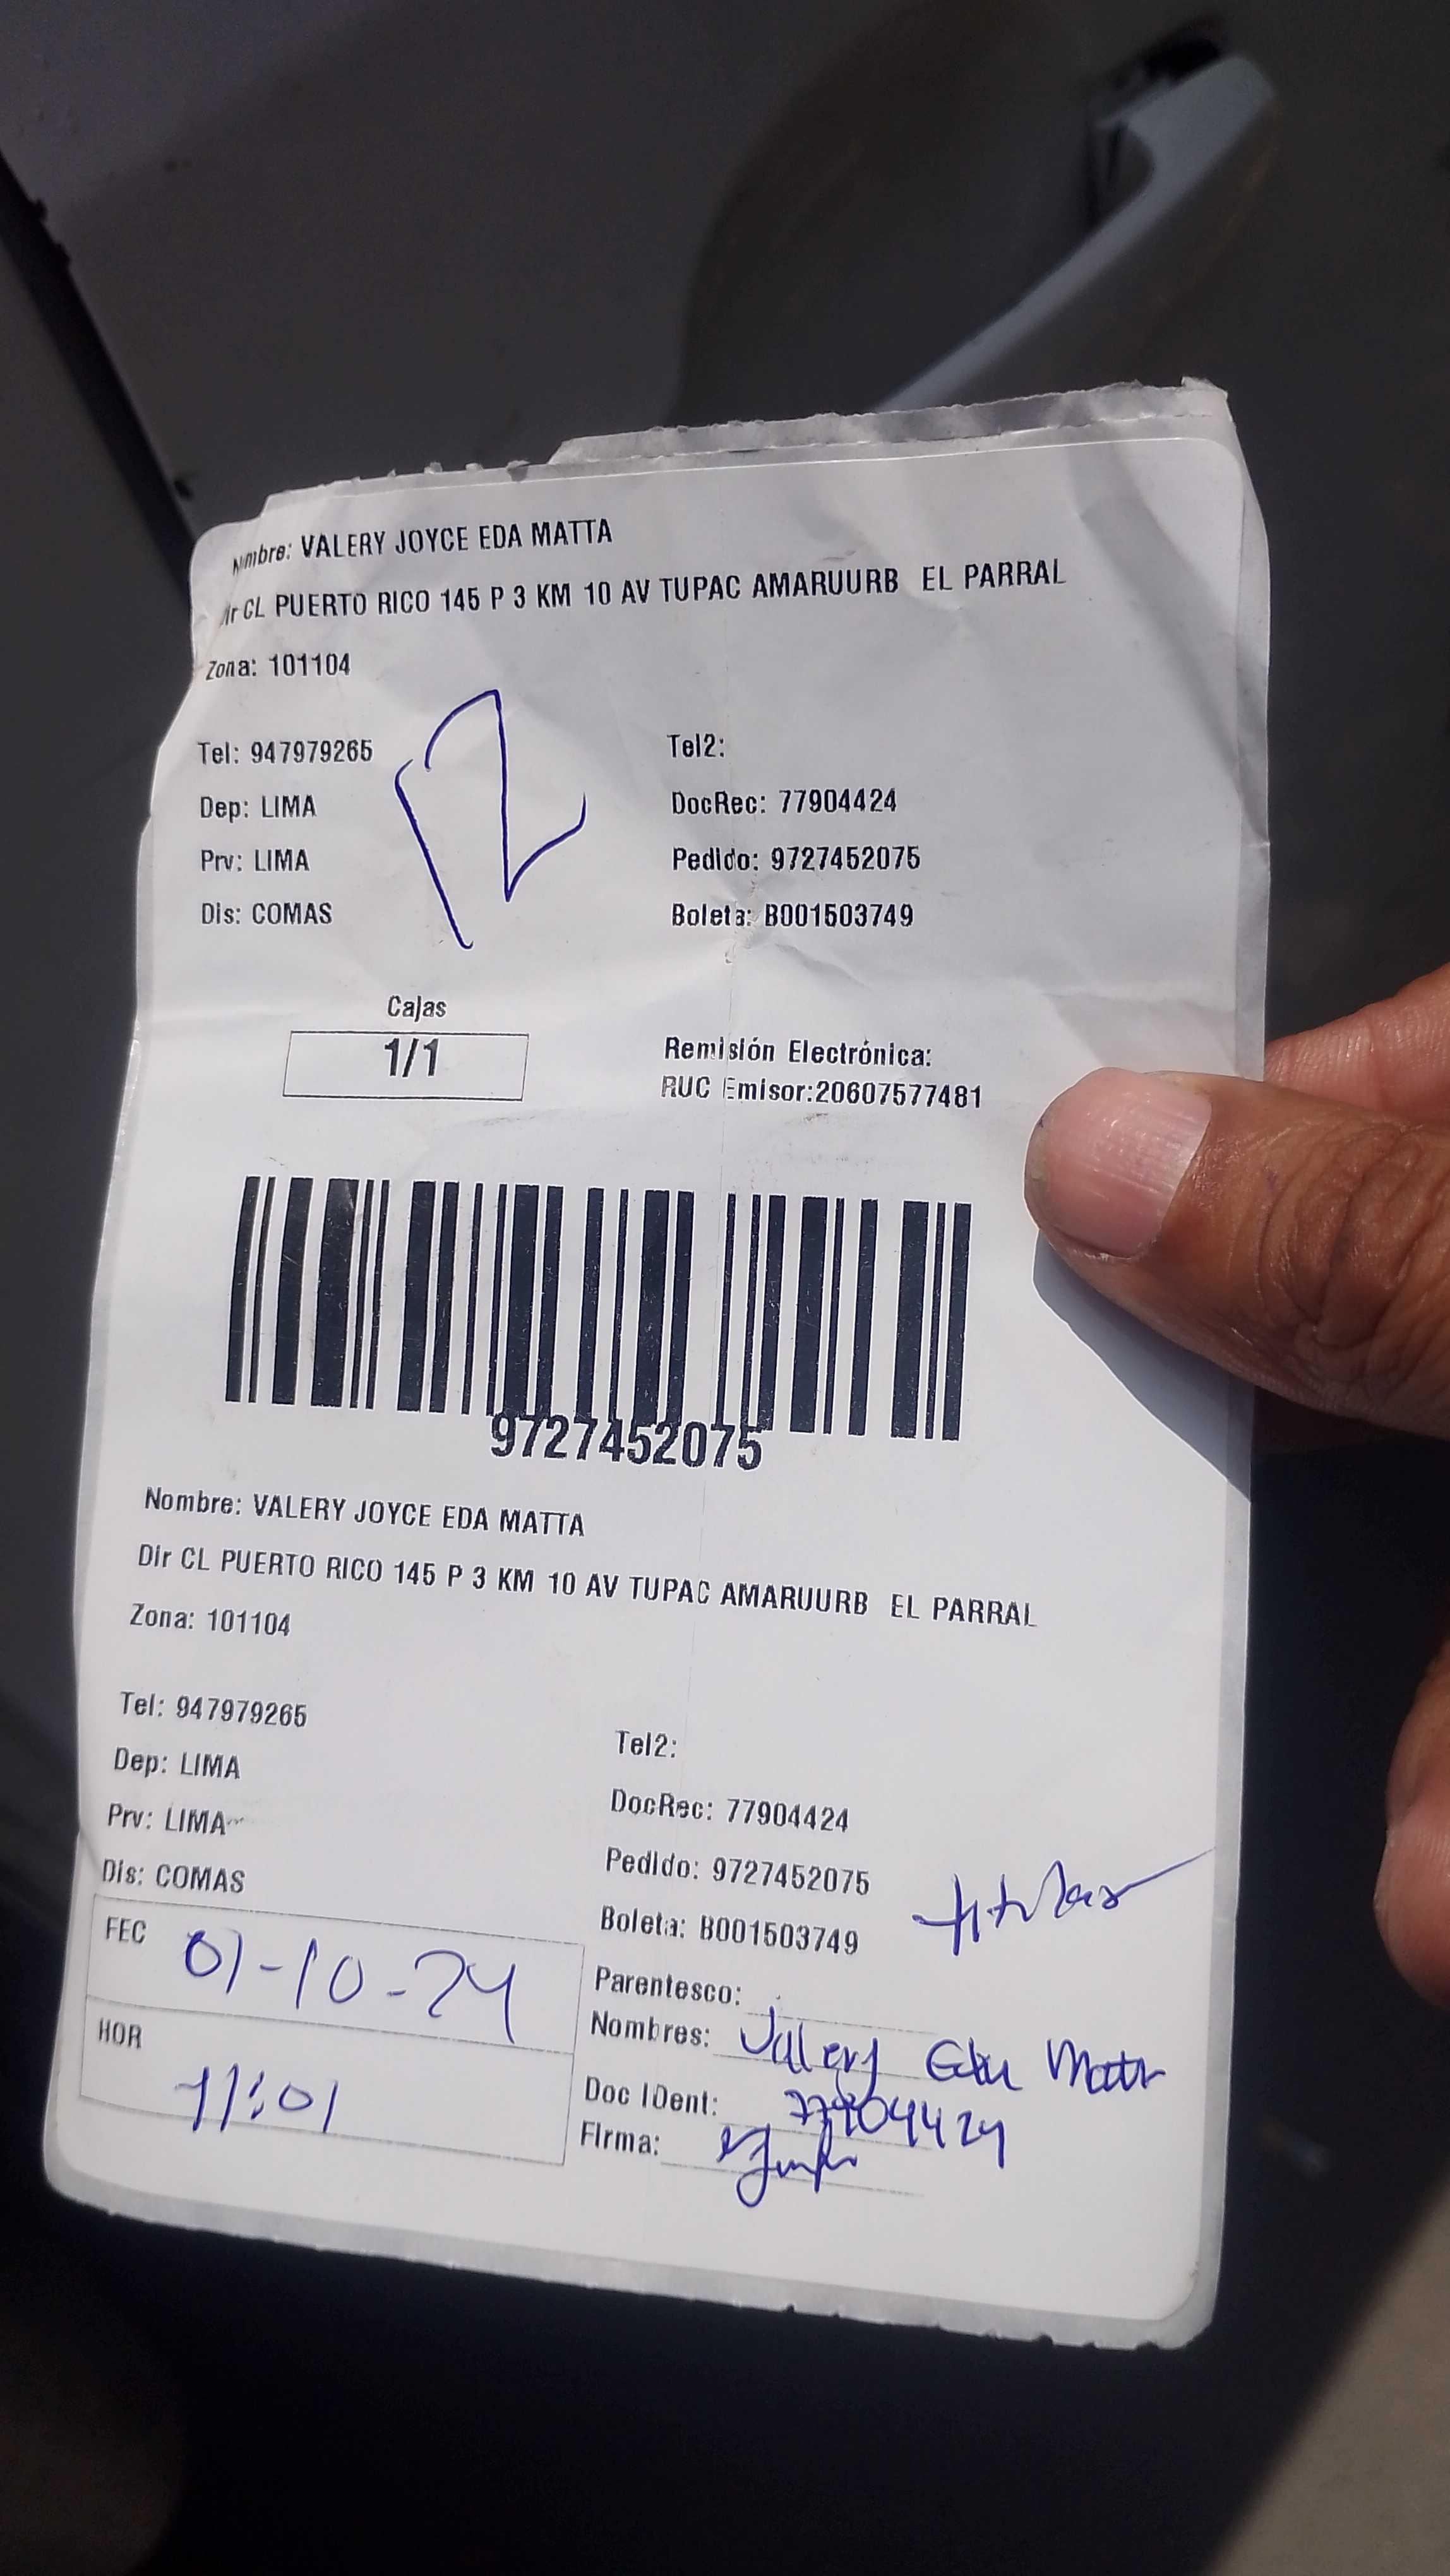 Nombre: VALERY JOYCE EDA MATTA
Dir CL PUERTO RICO 145 P 3 KM 10 AV TUPAC AMARUURB EL PARRAL
Zona: 101104
12
Tel: 947979265 Tel2:
Dep: LIMA DocRec: 77904424
Prv: LIMA Pedido: 9727452075
Dis: COMAS Boleta: B001503749
Cajas
1/1
Remisión Electrónica:
RUC Emisor:20607577481
9727452075
Nombre: VALERY JOYCE EDA MATTA
Dir CL PUERTO RICO 145 P 3 KM 10 AV TUPAC AMARUURB EL PARRAL
Zona: 101104
Tel: 947979265 Tel2:
Dep: LIMA DocRec: 77904424
Prv: LIMA Pedido: 9727452075
Dis: COMAS Boleta: B001503749
titular
FEC 01-10-24 Parentesco:
Nombres: Valery Eda Matta
HOR 11:01 Doc IDent: 77904424
Firma: